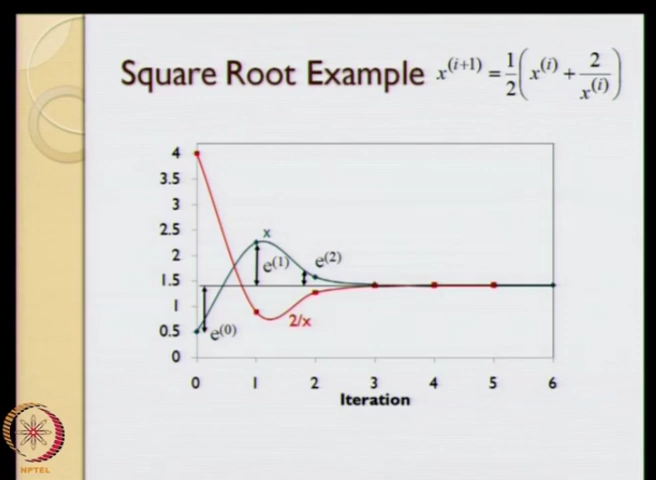 Square Root Example x^(i+1) = 1/2 ( x^(i) + 2/x^(i) )
4
3.5
3
2.5
2
1.5
1
0.5
0
x
e^(1)
e^(2)
e^(0)
2/x
0 1 2 3 4 5 6
Iteration
NPTEL